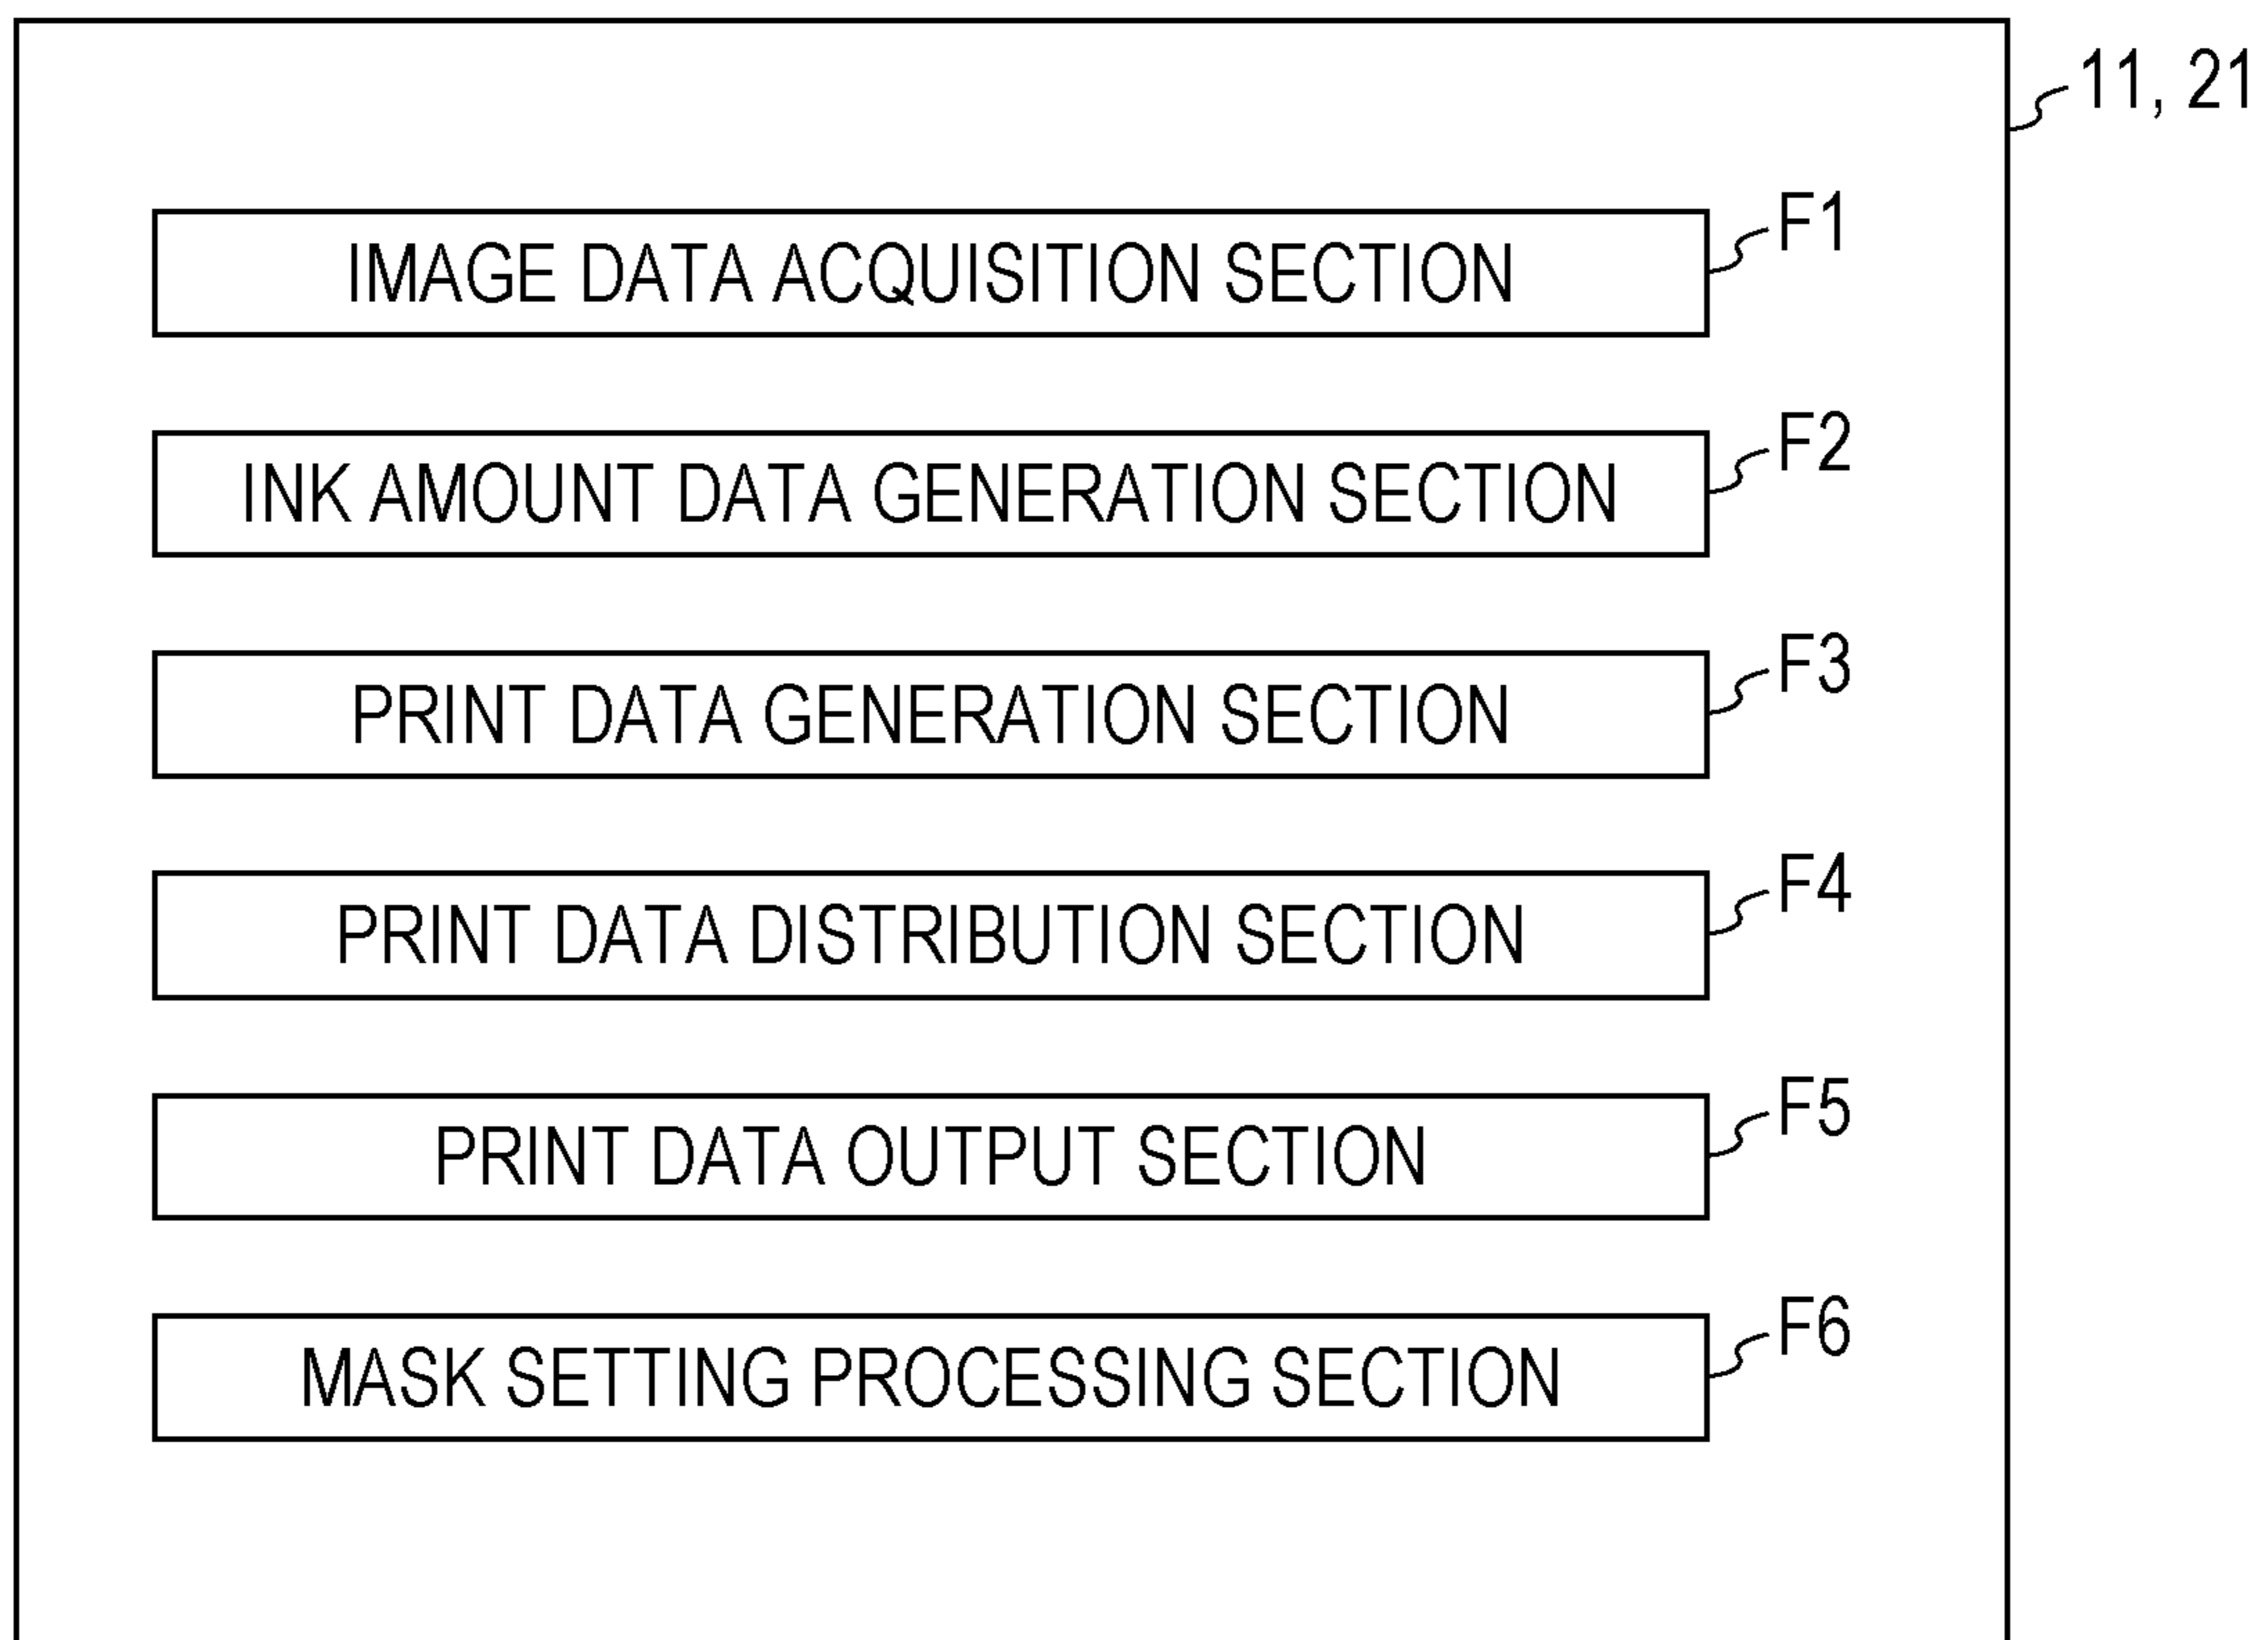 11, 21
IMAGE DATA ACQUISITION SECTION
F1
INK AMOUNT DATA GENERATION SECTION
F2
PRINT DATA GENERATION SECTION
F3
PRINT DATA DISTRIBUTION SECTION
F4
PRINT DATA OUTPUT SECTION
F5
MASK SETTING PROCESSING SECTION
F6